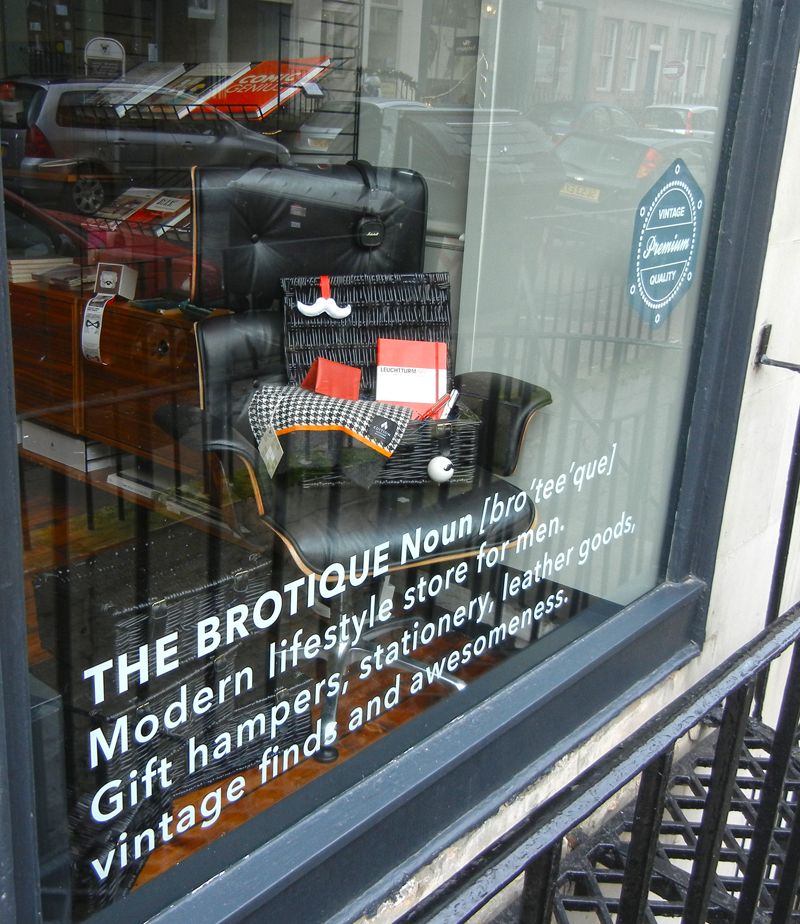 COMIC
GENIUS
VINTAGE
Premium
QUALITY
LEUCHTTURM
THE BROTIQUE Noun [bro'tee'que]
Modern lifestyle store for men.
Gift hampers, stationery, leather goods,
vintage finds and awesomeness.